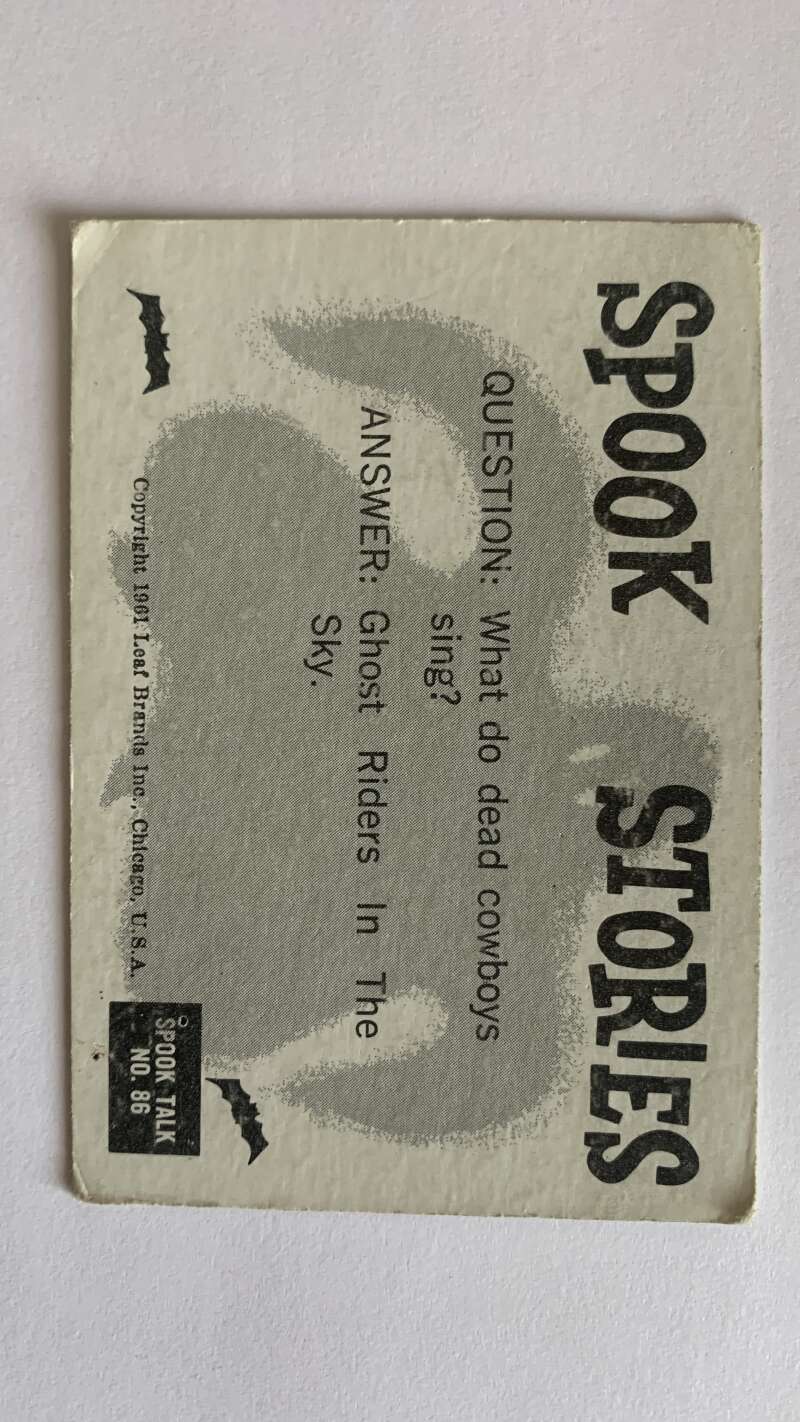 SPOOK STORIES
QUESTION: What do dead cowboys
sing?
ANSWER: Ghost Riders In The
Sky.
Copyright 1961 Leaf Brands Inc., Chicago, U.S.A.
SPOOK TALK
NO. 86